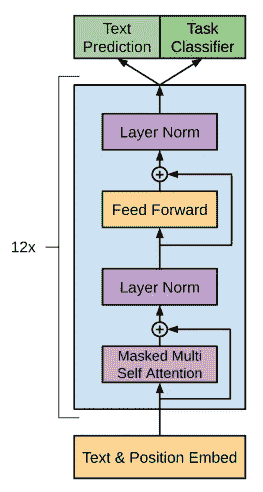 Text
Prediction
Task
Classifier
Layer Norm
Feed Forward
12x
Layer Norm
Masked Multi
Self Attention
Text & Position Embed